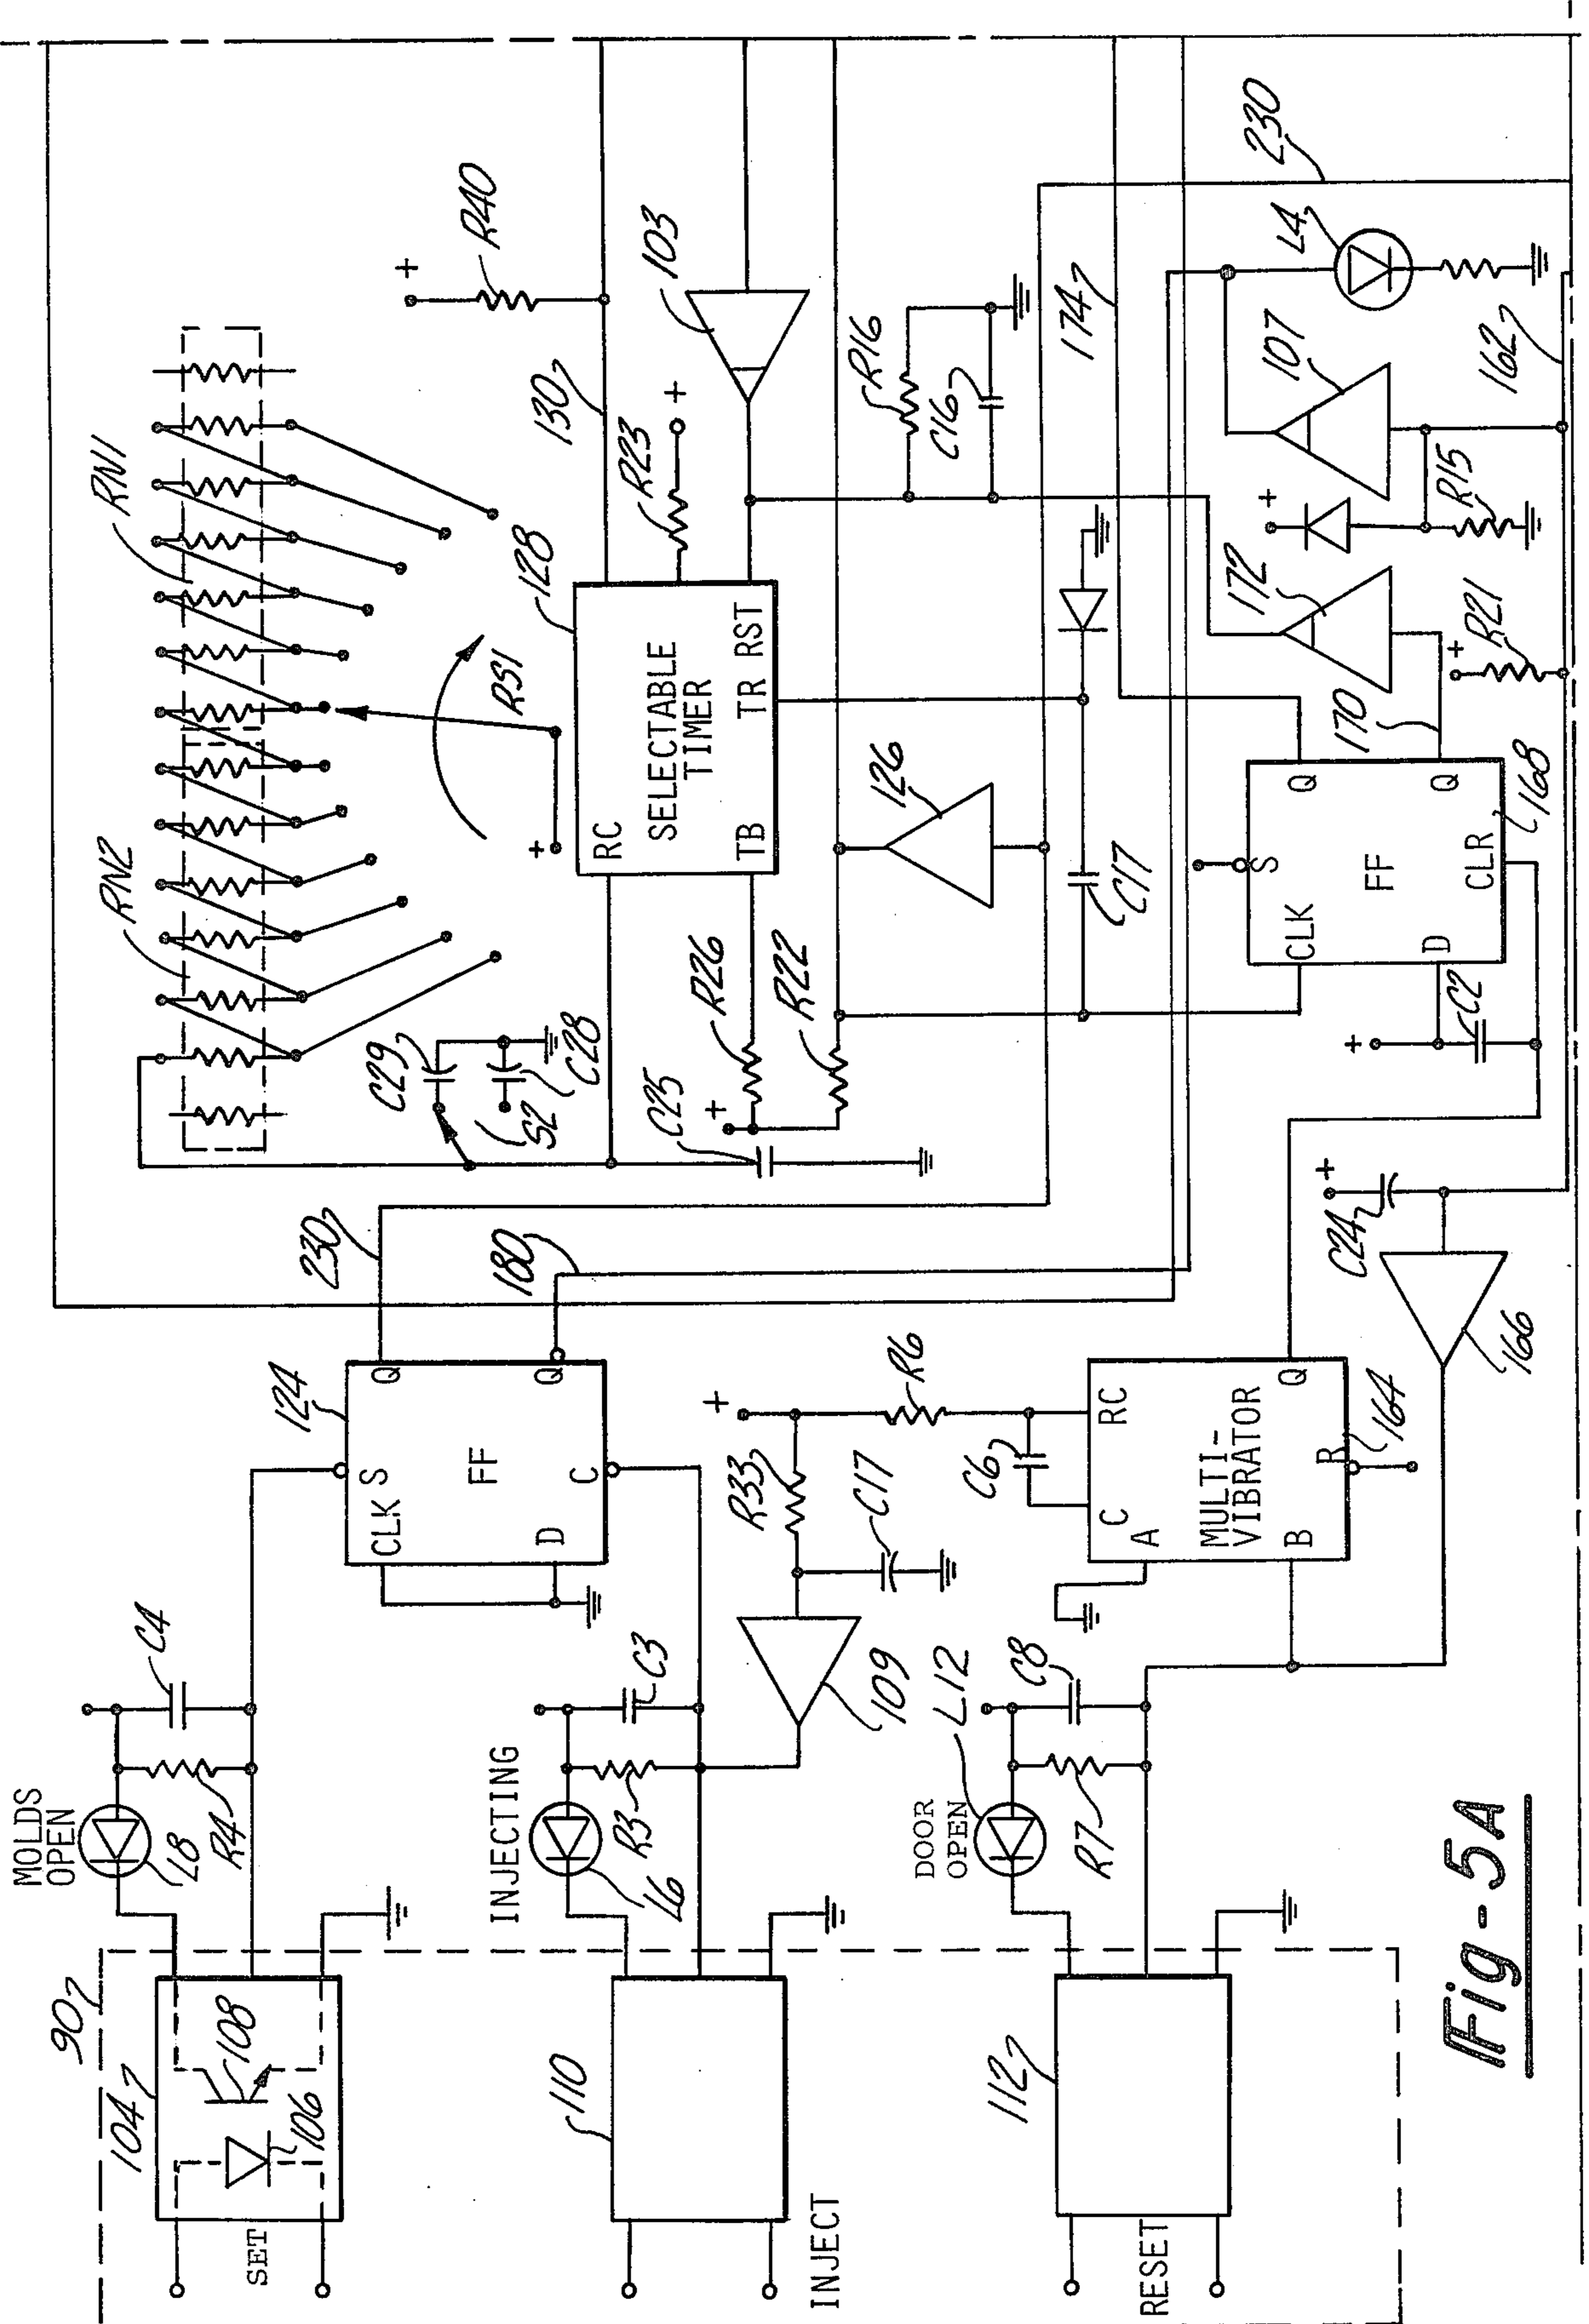 90
104
108
106
SET
MOLDS
OPEN
L8
R4
C4
124
S
CLK
FF
D
C
Q
Q
230
180
110
INJECT
INJECTING
L6
R3
C3
109
R33
C17
+
R6
112
RESET
DOOR
OPEN
L12
R7
C8
C6
C
RC
A
MULTI-
VIBRATOR
B
Q
R
164
166
C24
+
RN2
RN1
C29
S2
C28
C25
+
RS1
+
R40
RC
SELECTABLE
TIMER
TB
TR
RST
128
130
R23
+
103
R26
R22
+
126
R16
C16
C17
174
230
S
CLK
FF
D
CLR
Q
Q
168
170
172
+
C2
+
R21
+
R15
107
L4
162
Fig-5A